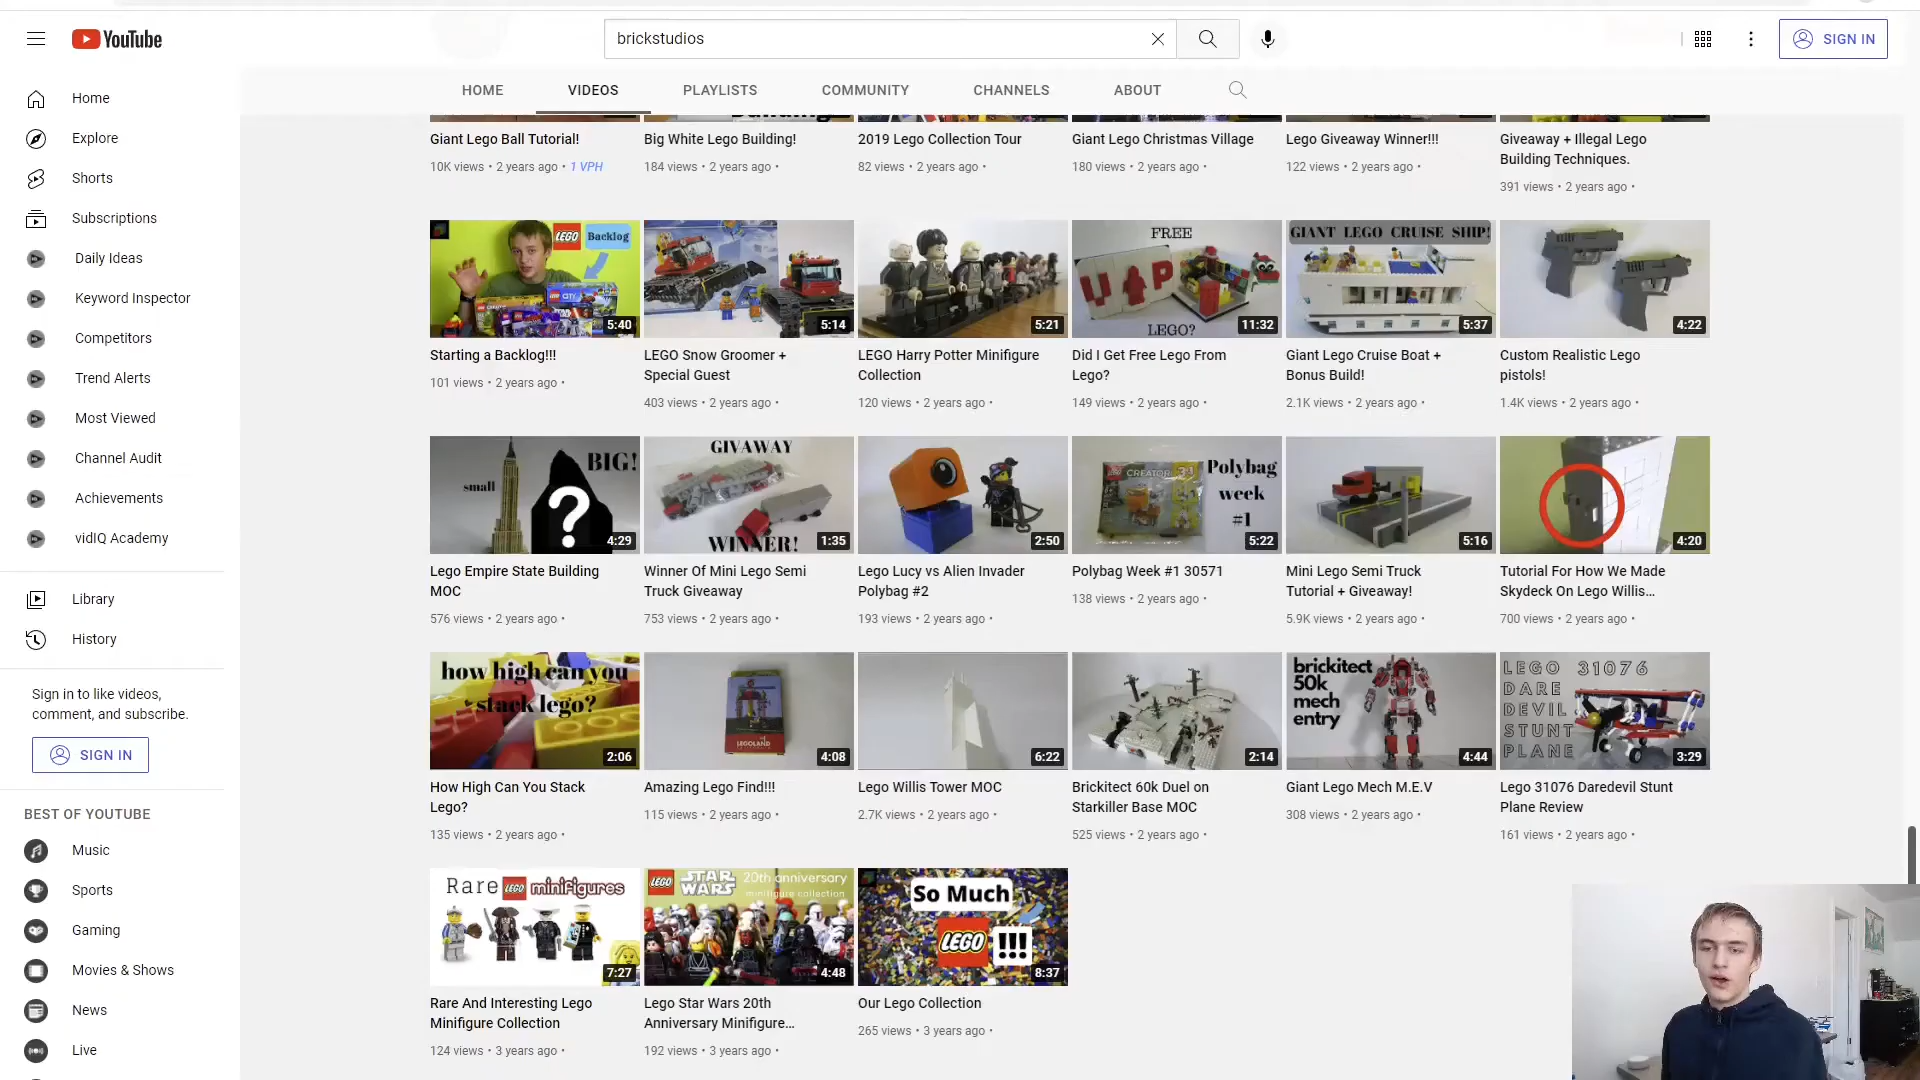 YouTube
brickstudios
SIGN IN
HOME
VIDEOS
PLAYLISTS
COMMUNITY
CHANNELS
ABOUT
Home
Explore
Shorts
Subscriptions
Daily Ideas
Keyword Inspector
Competitors
Trend Alerts
Most Viewed
Channel Audit
Achievements
vidIQ Academy
Library
History
Sign in to like videos,
comment, and subscribe.
SIGN IN
BEST OF YOUTUBE
Music
Sports
Gaming
Movies & Shows
News
Live
Giant Lego Ball Tutorial!
10K views • 2 years ago • 1 VPH
Big White Lego Building!
184 views • 2 years ago •
2019 Lego Collection Tour
82 views • 2 years ago •
Giant Lego Christmas Village
180 views • 2 years ago •
Lego Giveaway Winner!!!
122 views • 2 years ago •
Giveaway + Illegal Lego
Building Techniques.
391 views • 2 years ago •
LEGO Backlog
LEGO CITY
5:40
Starting a Backlog!!!
101 views • 2 years ago •
5:14
LEGO Snow Groomer +
Special Guest
403 views • 2 years ago •
5:21
LEGO Harry Potter Minifigure
Collection
120 views • 2 years ago •
FREE
VIP
LEGO?
11:32
Did I Get Free Lego From
Lego?
149 views • 2 years ago •
GIANT LEGO CRUISE SHIP!
5:37
Giant Lego Cruise Boat +
Bonus Build!
2.1K views • 2 years ago •
4:22
Custom Realistic Lego
pistols!
1.4K views • 2 years ago •
small
BIG!
?
4:29
Lego Empire State Building
MOC
576 views • 2 years ago •
GIVAWAY
WINNER!
1:35
Winner Of Mini Lego Semi
Truck Giveaway
753 views • 2 years ago •
2:50
Lego Lucy vs Alien Invader
Polybag #2
193 views • 2 years ago •
CREATOR
Polybag
week
#1
5:22
Polybag Week #1 30571
138 views • 2 years ago •
5:16
Mini Lego Semi Truck
Tutorial + Giveaway!
5.9K views • 2 years ago •
4:20
Tutorial For How We Made
Skydeck On Lego Willis...
700 views • 2 years ago •
how high can you
stack lego?
2:06
How High Can You Stack
Lego?
135 views • 2 years ago •
LEGOLAND
4:08
Amazing Lego Find!!!
115 views • 2 years ago •
6:22
Lego Willis Tower MOC
2.7K views • 2 years ago •
2:14
Brickitect 60k Duel on
Starkiller Base MOC
525 views • 2 years ago •
brickitect
50k
mech
entry
4:44
Giant Lego Mech M.E.V
308 views • 2 years ago •
LEGO 31076
DARE
DEVIL
STUNT
PLANE
3:29
Lego 31076 Daredevil Stunt
Plane Review
161 views • 2 years ago •
Rare LEGO minifigures
7:27
Rare And Interesting Lego
Minifigure Collection
124 views • 3 years ago •
LEGO STAR WARS 20th anniversary
minifigure collection
4:48
Lego Star Wars 20th
Anniversary Minifigure...
192 views • 3 years ago •
So Much
LEGO !!!
8:37
Our Lego Collection
265 views • 3 years ago •